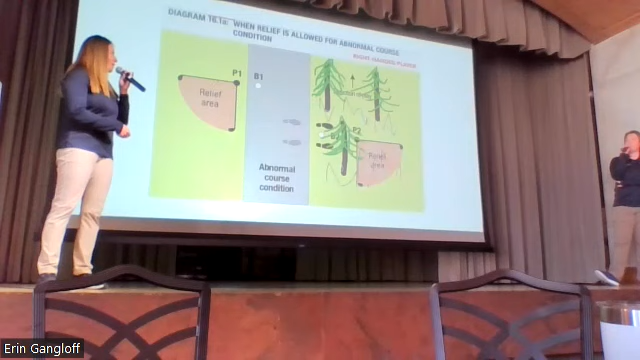 DIAGRAM 16.1a: WHEN RELIEF IS ALLOWED FOR ABNORMAL COURSE
CONDITION
RIGHT-HANDED PLAYER
P1
B1
Relief
area
P2
Relief
area
Abnormal
course
condition
Erin Gangloff